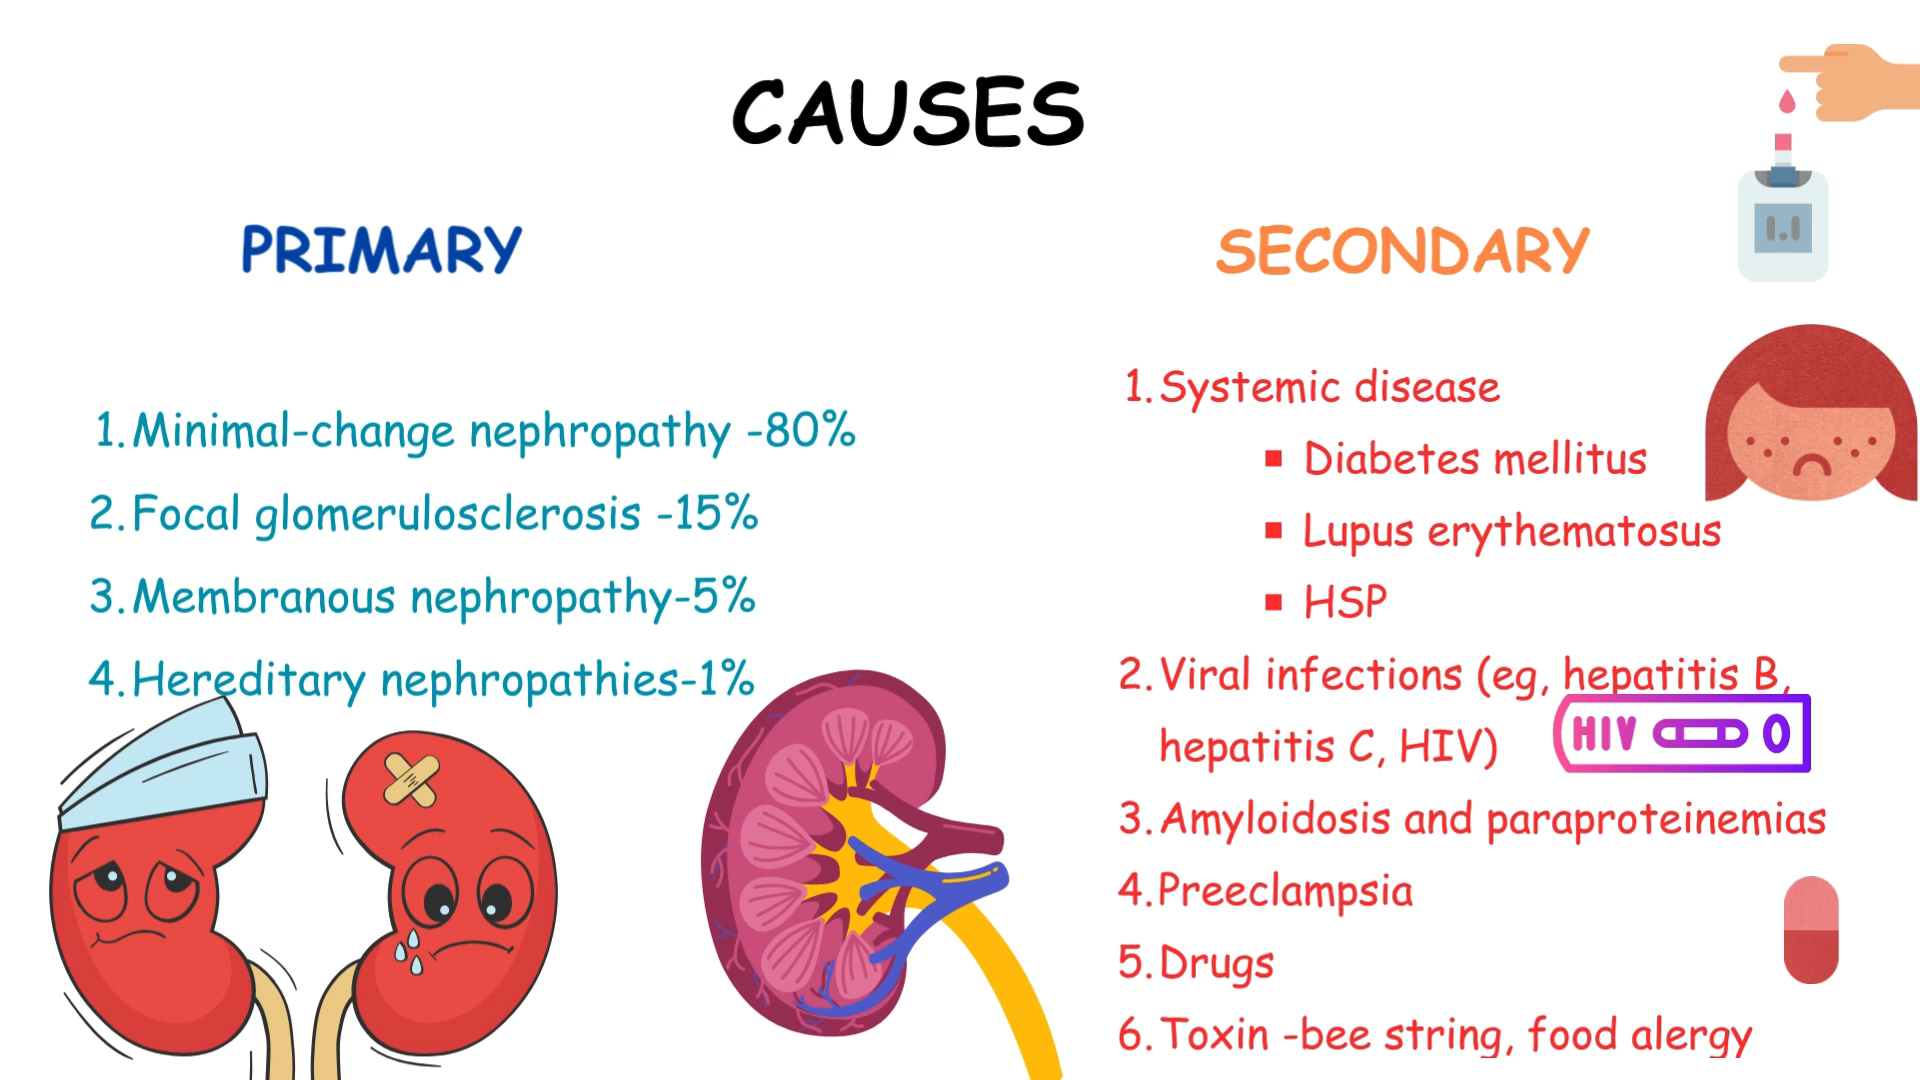 CAUSES
PRIMARY
1. Minimal-change nephropathy -80%
2. Focal glomerulosclerosis -15%
3. Membranous nephropathy-5%
4. Hereditary nephropathies-1%
SECONDARY
1. Systemic disease
▪ Diabetes mellitus
▪ Lupus erythematosus
▪ HSP
2. Viral infections (eg, hepatitis B,
hepatitis C, HIV)
HIV
3. Amyloidosis and paraproteinemias
4. Preeclampsia
5. Drugs
6. Toxin -bee string, food alergy